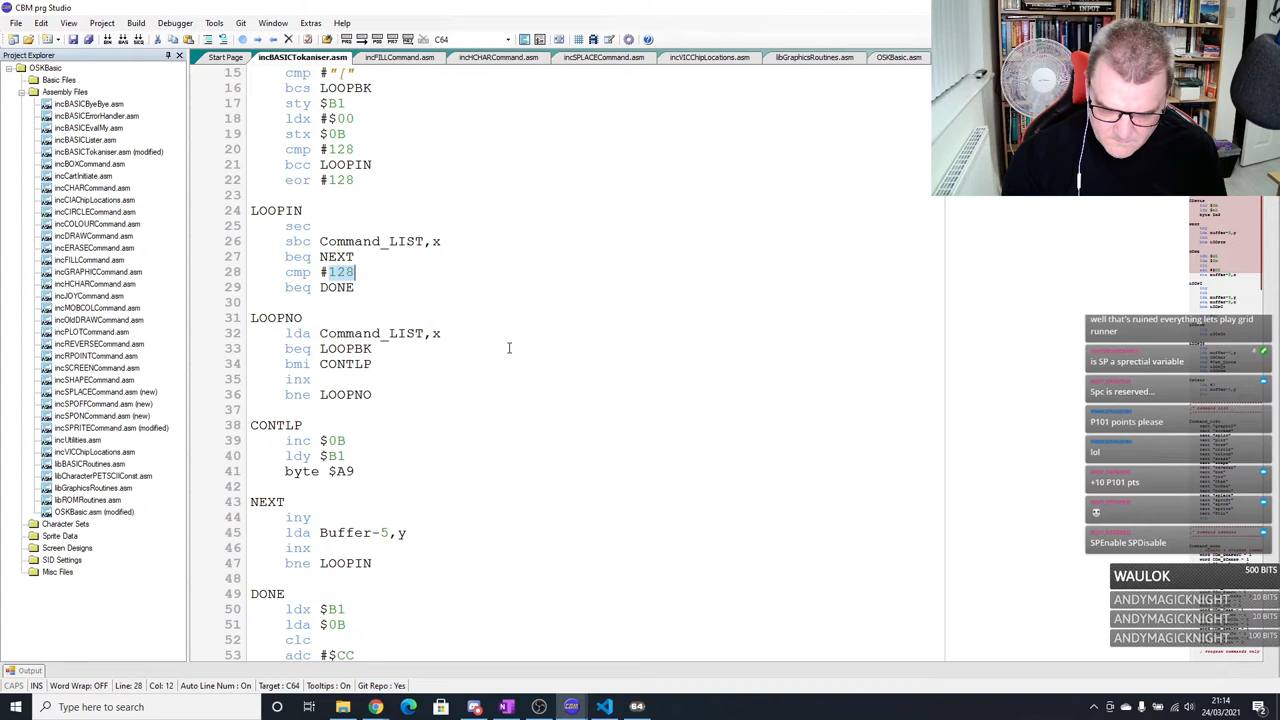 CBM prg Studio
File Edit View Project Build Debugger Tools Git Window Extras Help
C64
Project Explorer
Start Page incBASICTokaniser.asm incFILLCommand.asm incHCHARCommand.asm incSPLACECommand.asm incVICChipLocations.asm libGraphicsRoutines.asm OSKBasic.asm
OSKBasic
Basic Files
Assembly Files
incBASICByeBye.asm
incBASICErrorHandler.asm
incBASICEvalMy.asm
incBASICLister.asm
incBASICTokaniser.asm (modified)
incBOXCommand.asm
incCartInitiate.asm
incCHARCommand.asm
incCIAChipLocations.asm
incCIRCLECommand.asm
incCOLOURCommand.asm
incDRAWCommand.asm
incERASECommand.asm
incFILLCommand.asm
incGRAPHICCommand.asm
incHCHARCommand.asm
incJOYCommand.asm
incMOBCOLCommand.asm
incOldDRAWCommand.asm
incPLOTCommand.asm
incREVERSECommand.asm
incRPOINTCommand.asm
incSCREENCommand.asm
incSHAPECommand.asm
incSPLACECommand.asm (new)
incSPOFFCommand.asm (new)
incSPONCommand.asm (new)
incSPRITECommand.asm (modified)
incUtilities.asm
incVICChipLocations.asm
libBASICRoutines.asm
libCharacterPETSCIIConst.asm
libGraphicsRoutines.asm
libROMRoutines.asm
OSKBasic.asm (modified)
Character Sets
Sprite Data
Screen Designs
SID Settings
Misc Files
15 cmp #"["
16 bcs LOOPBK
17 sty $B1
18 ldx #$00
19 stx $0B
20 cmp #128
21 bcc LOOPIN
22 eor #128
23
24 LOOPIN
25 sec
26 sbc Command_LIST,x
27 beq NEXT
28 cmp #128
29 beq DONE
30
31 LOOPNO
32 lda Command_LIST,x
33 beq LOOPBK
34 bmi CONTLP
35 inx
36 bne LOOPNO
37
38 CONTLP
39 inc $0B
40 ldy $B1
41 byte $A9
42
43 NEXT
44 iny
45 lda Buffer-5,y
46 inx
47 bne LOOPIN
48
49 DONE
50 ldx $B1
51 lda $0B
52 clc
53 adc #$CC
well that's ruined everything lets play grid
runner
is SP a sprectial variable
Spc is reserved...
P101 points please
lol
+10 P101 pts
SPEnable SPDisable
WAULOK 500 BITS
ANDYMAGICKNIGHT 10 BITS
ANDYMAGICKNIGHT 10 BITS
ANDYMAGICKNIGHT 100 BITS
Output
CAPS INS Word Wrap: OFF Line: 28 Col: 12 Auto Line Num : On Target : C64 Tooltips : On Git Repo : Yes
Type here to search
21:14
24/03/2021